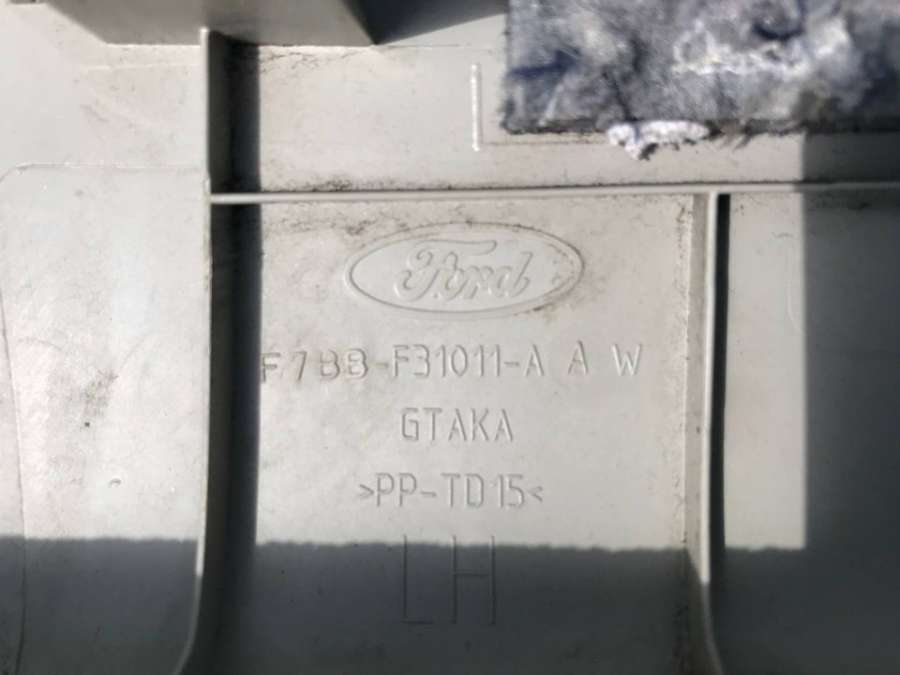 Ford
F7BB-F31011-A A W
GTAKA
>PP-TD15<
LH